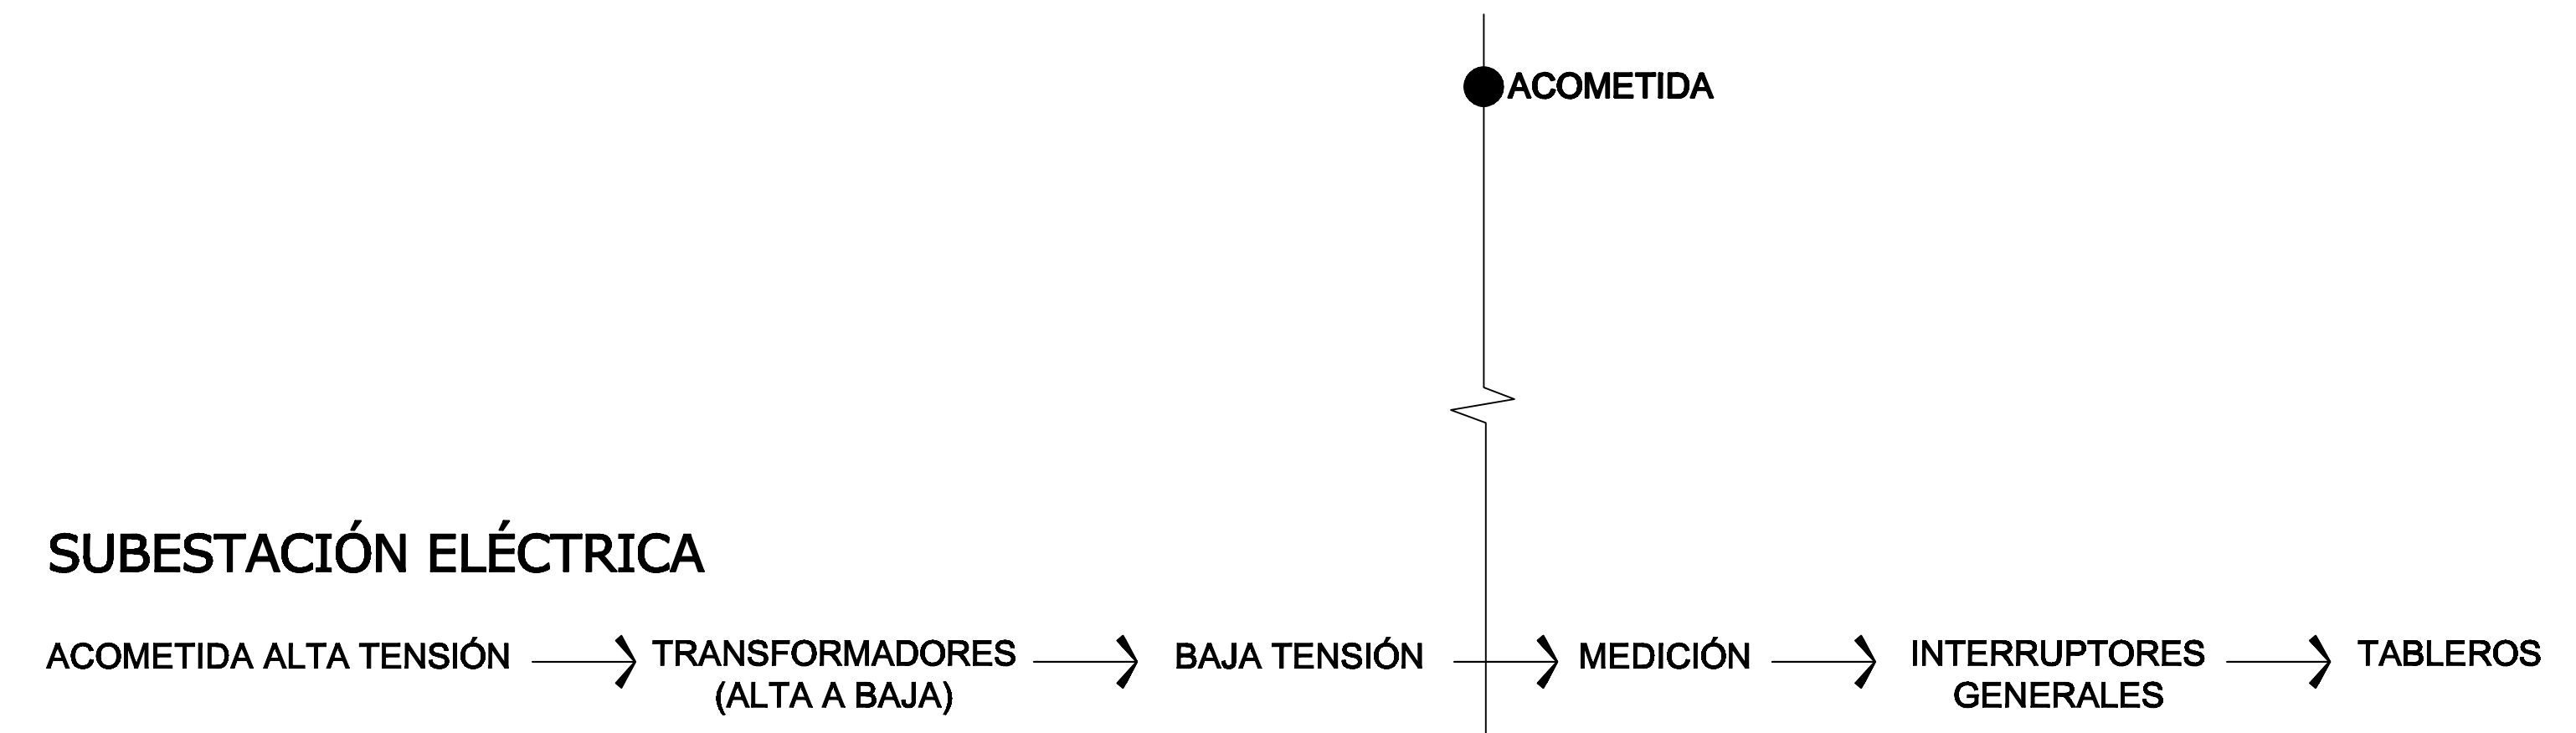 ACOMETIDA
SUBESTACIÓN ELÉCTRICA
ACOMETIDA ALTA TENSIÓN
TRANSFORMADORES
(ALTA A BAJA)
BAJA TENSIÓN
MEDICIÓN
INTERRUPTORES
GENERALES
TABLEROS